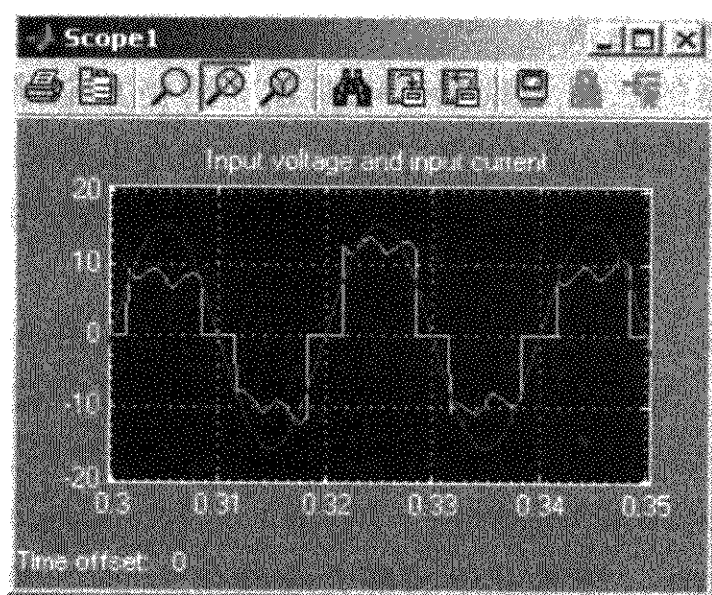 Scope1
Input voltage and input current
20
10
0
-10
-20
0.3 0.31 0.32 0.33 0.34 0.35
Time offset: 0